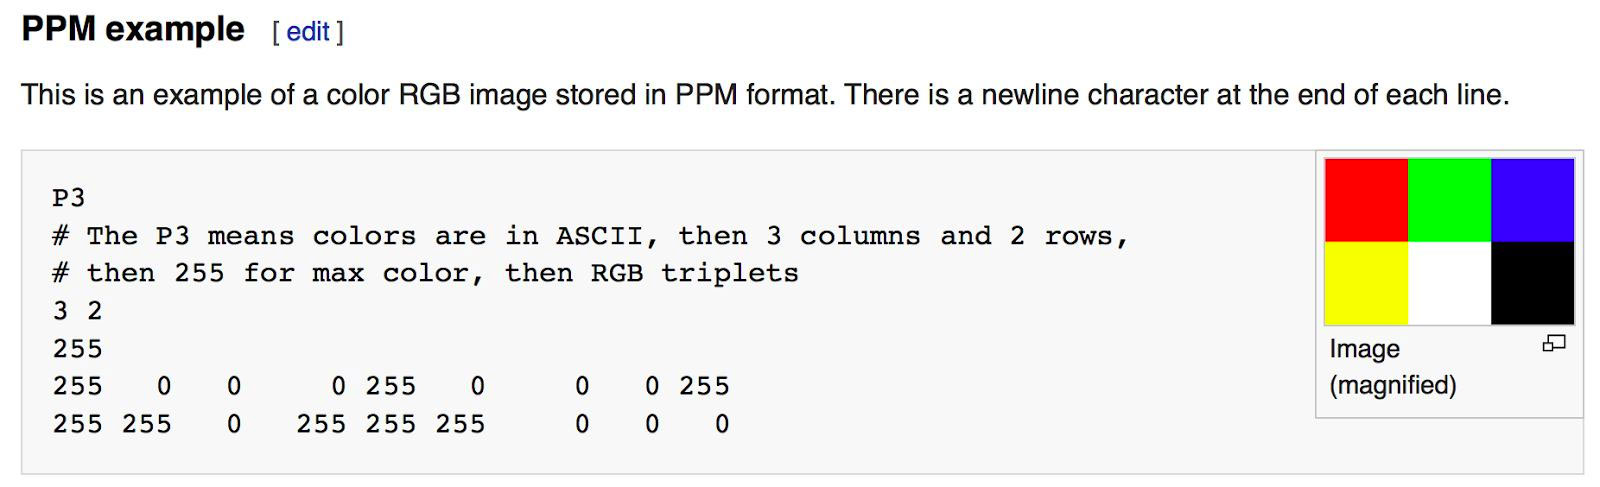 PPM example [ edit ]
This is an example of a color RGB image stored in PPM format. There is a newline character at the end of each line.
P3
# The P3 means colors are in ASCII, then 3 columns and 2 rows,
# then 255 for max color, then RGB triplets
3 2
255
255   0   0     0 255   0     0   0 255
255 255   0   255 255 255     0   0   0
Image
(magnified)